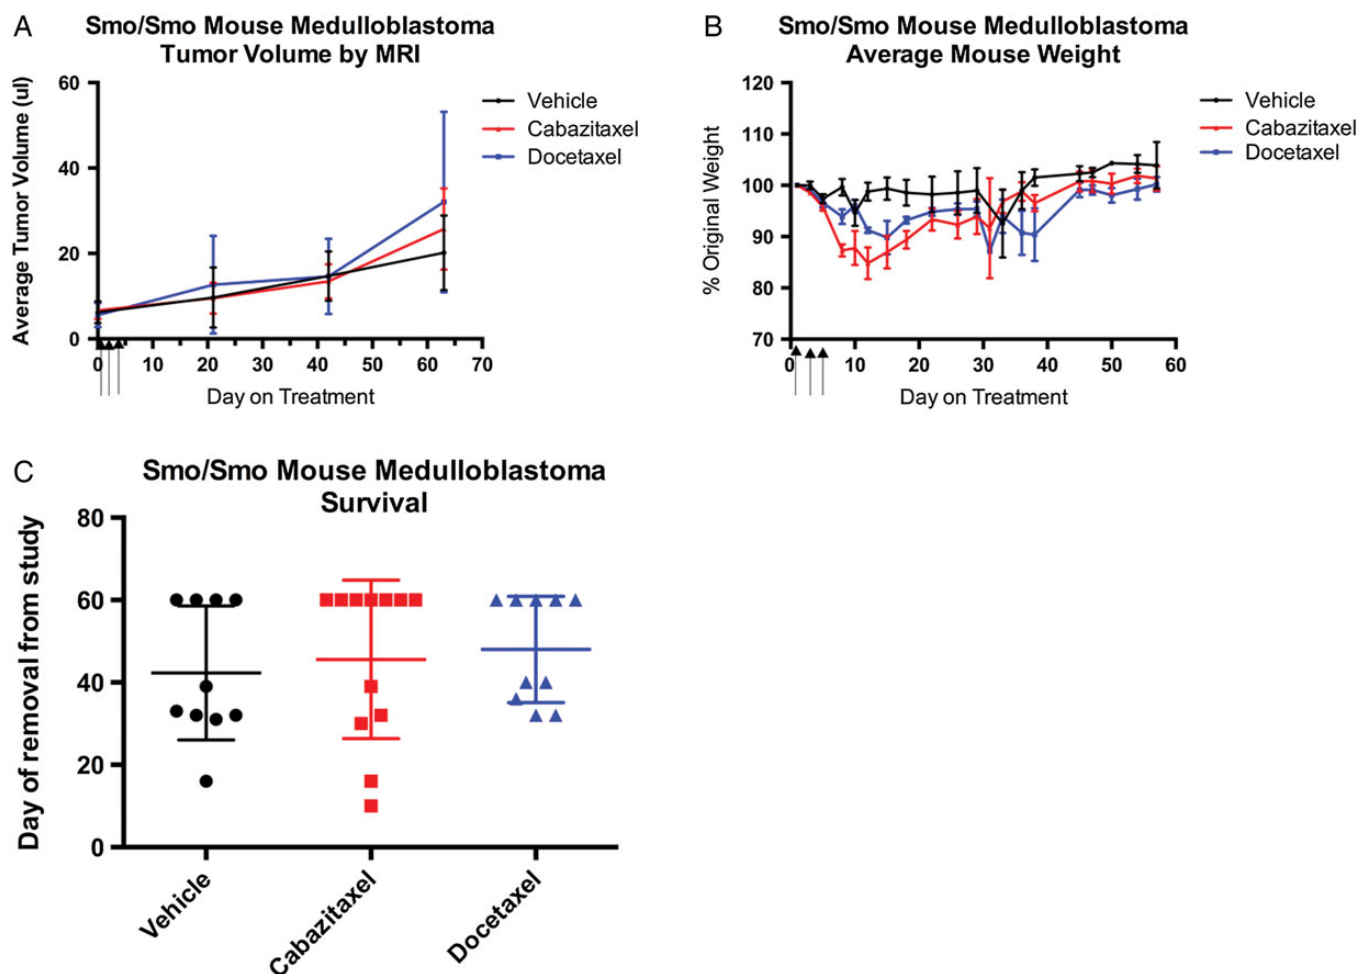 A
Smo/Smo Mouse Medulloblastoma
Tumor Volume by MRI
Average Tumor Volume (ul)
60
40
20
0
0 10 20 30 40 50 60 70
Day on Treatment
Vehicle
Cabazitaxel
Docetaxel
B
Smo/Smo Mouse Medulloblastoma
Average Mouse Weight
% Original Weight
120
110
100
90
80
70
0 10 20 30 40 50 60
Day on Treatment
Vehicle
Cabazitaxel
Docetaxel
C
Smo/Smo Mouse Medulloblastoma
Survival
Day of removal from study
80
60
40
20
0
Vehicle
Cabazitaxel
Docetaxel